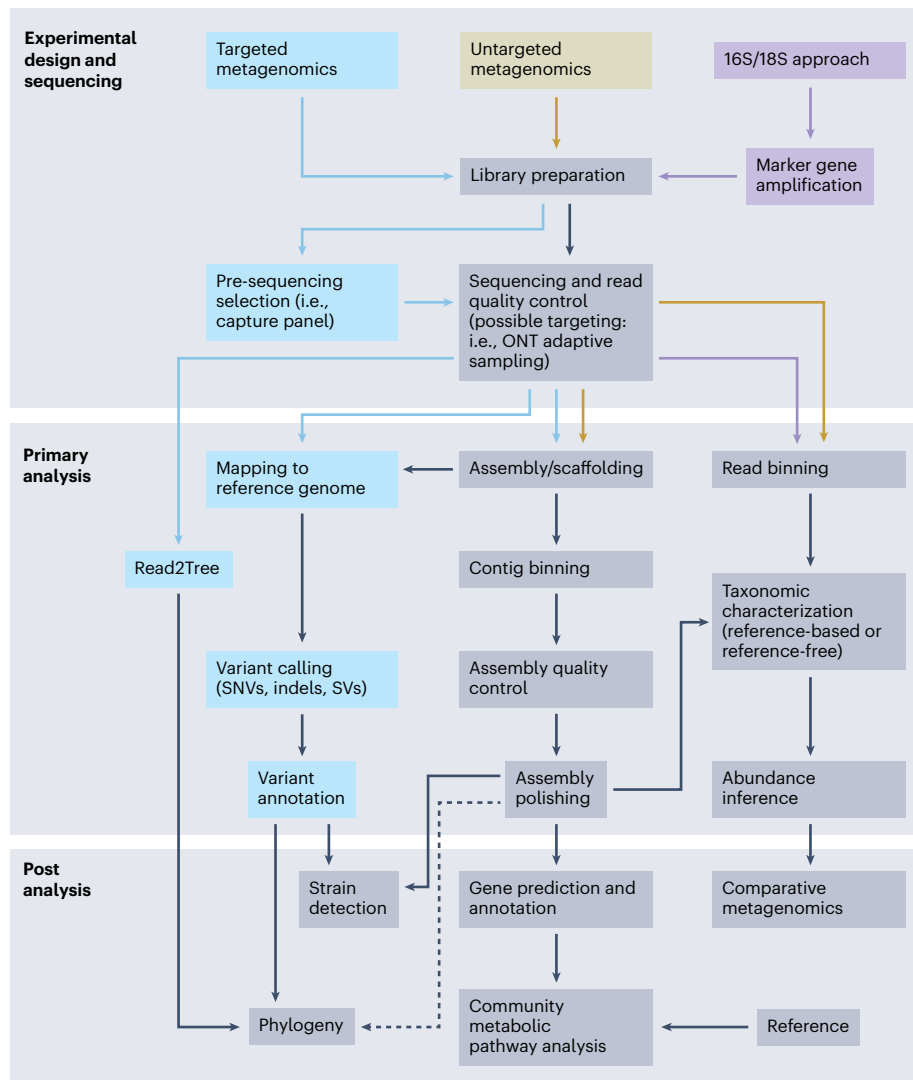 Experimental
design and
sequencing
Targeted
metagenomics
Untargeted
metagenomics
16S/18S approach
Library preparation
Marker gene
amplification
Pre-sequencing
selection (i.e.,
capture panel)
Sequencing and read
quality control
(possible targeting:
i.e., ONT adaptive
sampling)
Primary
analysis
Mapping to
reference genome
Assembly/scaffolding
Read binning
Read2Tree
Contig binning
Taxonomic
characterization
(reference-based or
reference-free)
Variant calling
(SNVs, indels, SVs)
Assembly quality
control
Variant
annotation
Assembly
polishing
Abundance
inference
Post
analysis
Strain
detection
Gene prediction and
annotation
Comparative
metagenomics
Phylogeny
Community
metabolic
pathway analysis
Reference